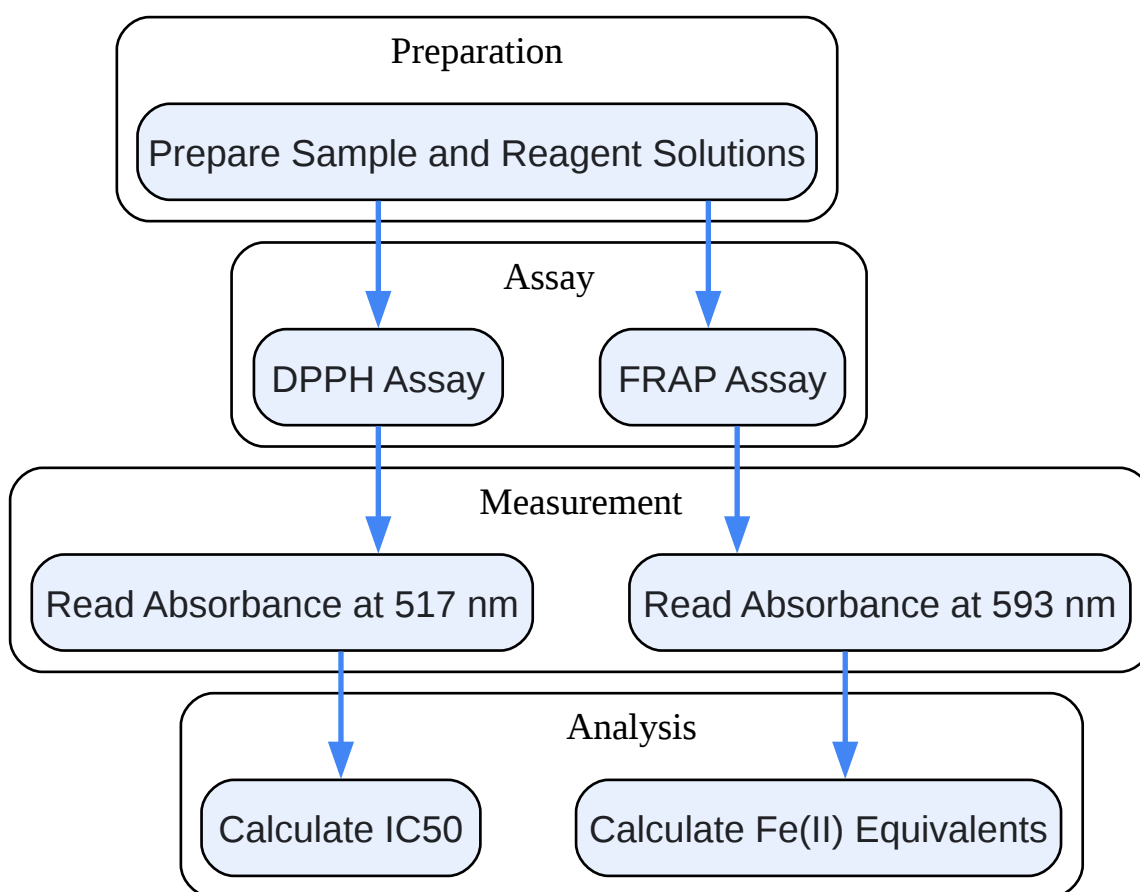 Preparation
Prepare Sample and Reagent Solutions
Assay
DPPH Assay
FRAP Assay
Measurement
Read Absorbance at 517 nm
Read Absorbance at 593 nm
Analysis
Calculate IC50
Calculate Fe(II) Equivalents